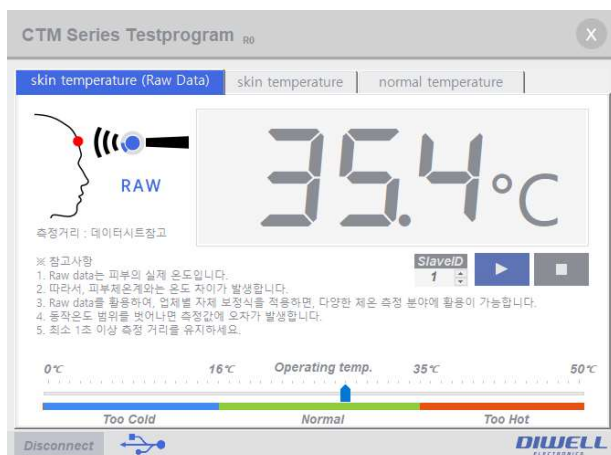 CTM Series Testprogram R0
X
skin temperature (Raw Data)
skin temperature
normal temperature
35.4°C
RAW
측정거리 : 데이터시트참고
※ 참고사항
1. Raw data는 피부의 실제 온도입니다.
2. 따라서, 피부체온계와는 온도 차이가 발생합니다.
3. Raw data를 활용하여, 업체별 자체 보정식를 적용하면, 다양한 체온 측정 분야에 활용이 가능합니다.
4. 동작온도 범위를 벗어나면 측정값에 오차가 발생합니다.
5. 최소 1초 이상 측정 거리를 유지하세요.
SlaveID
1
0℃ 16℃ Operating temp. 35℃ 50℃
Too Cold Normal Too Hot
Disconnect
DIWELL
ELECTRONICS